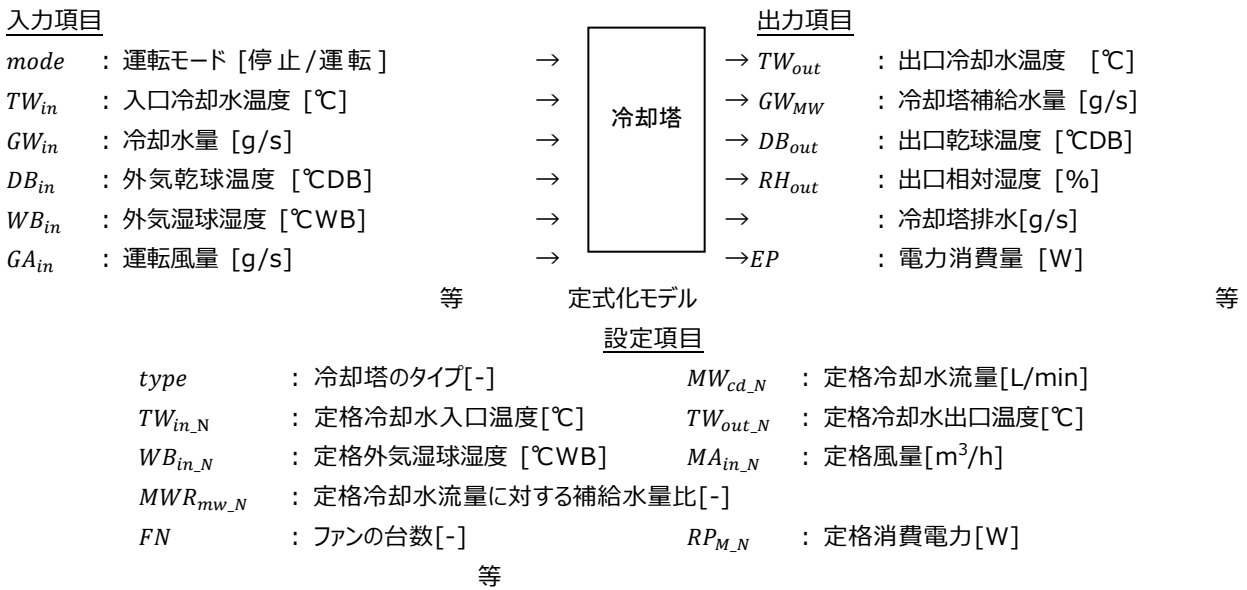 入力項目 出力項目
mode : 運転モード [停 止 /運 転 ] → → TW_out : 出口冷却水温度 [℃]
TW_in : 入口冷却水温度 [℃] → → GW_MW : 冷却塔補給水量 [g/s]
冷却塔
GW_in : 冷却水量 [g/s] → → DB_out : 出口乾球温度 [℃DB]
DB_in : 外気乾球温度 [℃DB] → → RH_out : 出口相対湿度 [%]
WB_in : 外気湿球湿度 [℃WB] → → : 冷却塔排水[g/s]
GA_in : 運転風量 [g/s] → →EP : 電力消費量 [W]
等 定式化モデル 等
設定項目
type : 冷却塔のタイプ[-] MW_cd_N : 定格冷却水流量[L/min]
TW_in_N : 定格冷却水入口温度[℃] TW_out_N : 定格冷却水出口温度[℃]
WB_in_N : 定格外気湿球湿度 [℃WB] MA_in_N : 定格風量[m³/h]
MWR_mw_N : 定格冷却水流量に対する補給水量比[-]
FN : ファンの台数[-] RP_M_N : 定格消費電力[W]
等